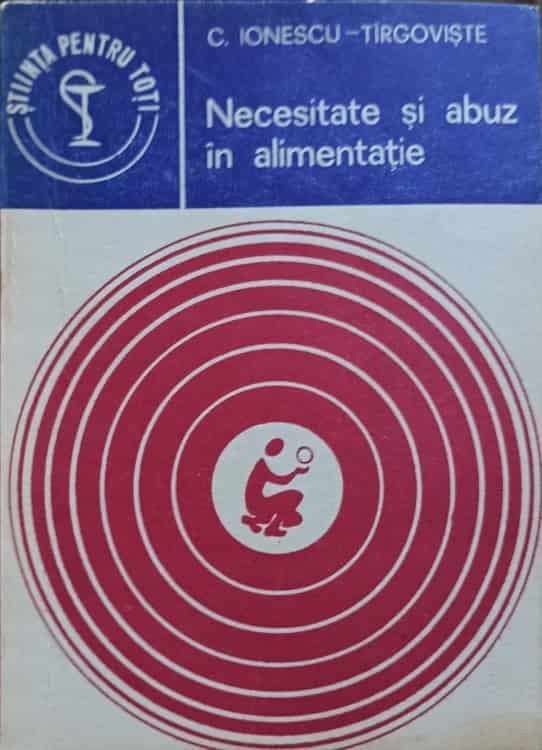 ȘTIINȚA PENTRU TOȚI
C. IONESCU-TÎRGOVIȘTE
Necesitate și abuz
în alimentație